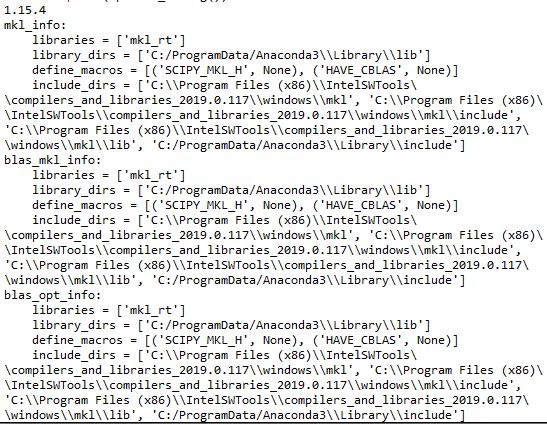 1.15.4
mkl_info:
    libraries = ['mkl_rt']
    library_dirs = ['C:/ProgramData/Anaconda3\\Library\\lib']
    define_macros = [('SCIPY_MKL_H', None), ('HAVE_CBLAS', None)]
    include_dirs = ['C:\\Program Files (x86)\\IntelSWTools\
\compilers_and_libraries_2019.0.117\\windows\\mkl', 'C:\\Program Files (x86)\
\IntelSWTools\\compilers_and_libraries_2019.0.117\\windows\\mkl\\include',
'C:\\Program Files (x86)\\IntelSWTools\\compilers_and_libraries_2019.0.117\
\windows\\mkl\\lib', 'C:/ProgramData/Anaconda3\\Library\\include']
blas_mkl_info:
    libraries = ['mkl_rt']
    library_dirs = ['C:/ProgramData/Anaconda3\\Library\\lib']
    define_macros = [('SCIPY_MKL_H', None), ('HAVE_CBLAS', None)]
    include_dirs = ['C:\\Program Files (x86)\\IntelSWTools\
\compilers_and_libraries_2019.0.117\\windows\\mkl', 'C:\\Program Files (x86)\
\IntelSWTools\\compilers_and_libraries_2019.0.117\\windows\\mkl\\include',
'C:\\Program Files (x86)\\IntelSWTools\\compilers_and_libraries_2019.0.117\
\windows\\mkl\\lib', 'C:/ProgramData/Anaconda3\\Library\\include']
blas_opt_info:
    libraries = ['mkl_rt']
    library_dirs = ['C:/ProgramData/Anaconda3\\Library\\lib']
    define_macros = [('SCIPY_MKL_H', None), ('HAVE_CBLAS', None)]
    include_dirs = ['C:\\Program Files (x86)\\IntelSWTools\
\compilers_and_libraries_2019.0.117\\windows\\mkl', 'C:\\Program Files (x86)\
\IntelSWTools\\compilers_and_libraries_2019.0.117\\windows\\mkl\\include',
'C:\\Program Files (x86)\\IntelSWTools\\compilers_and_libraries_2019.0.117\
\windows\\mkl\\lib', 'C:/ProgramData/Anaconda3\\Library\\include']